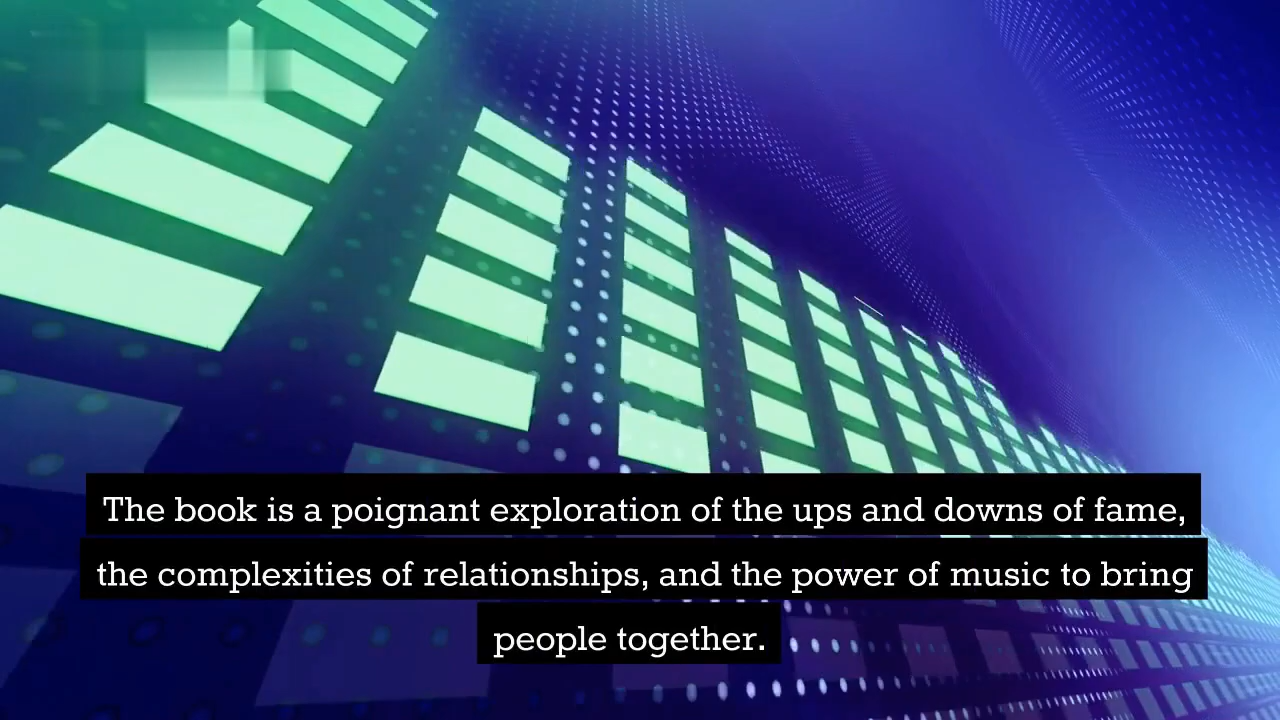 The book is a poignant exploration of the ups and downs of fame,
the complexities of relationships, and the power of music to bring
people together.